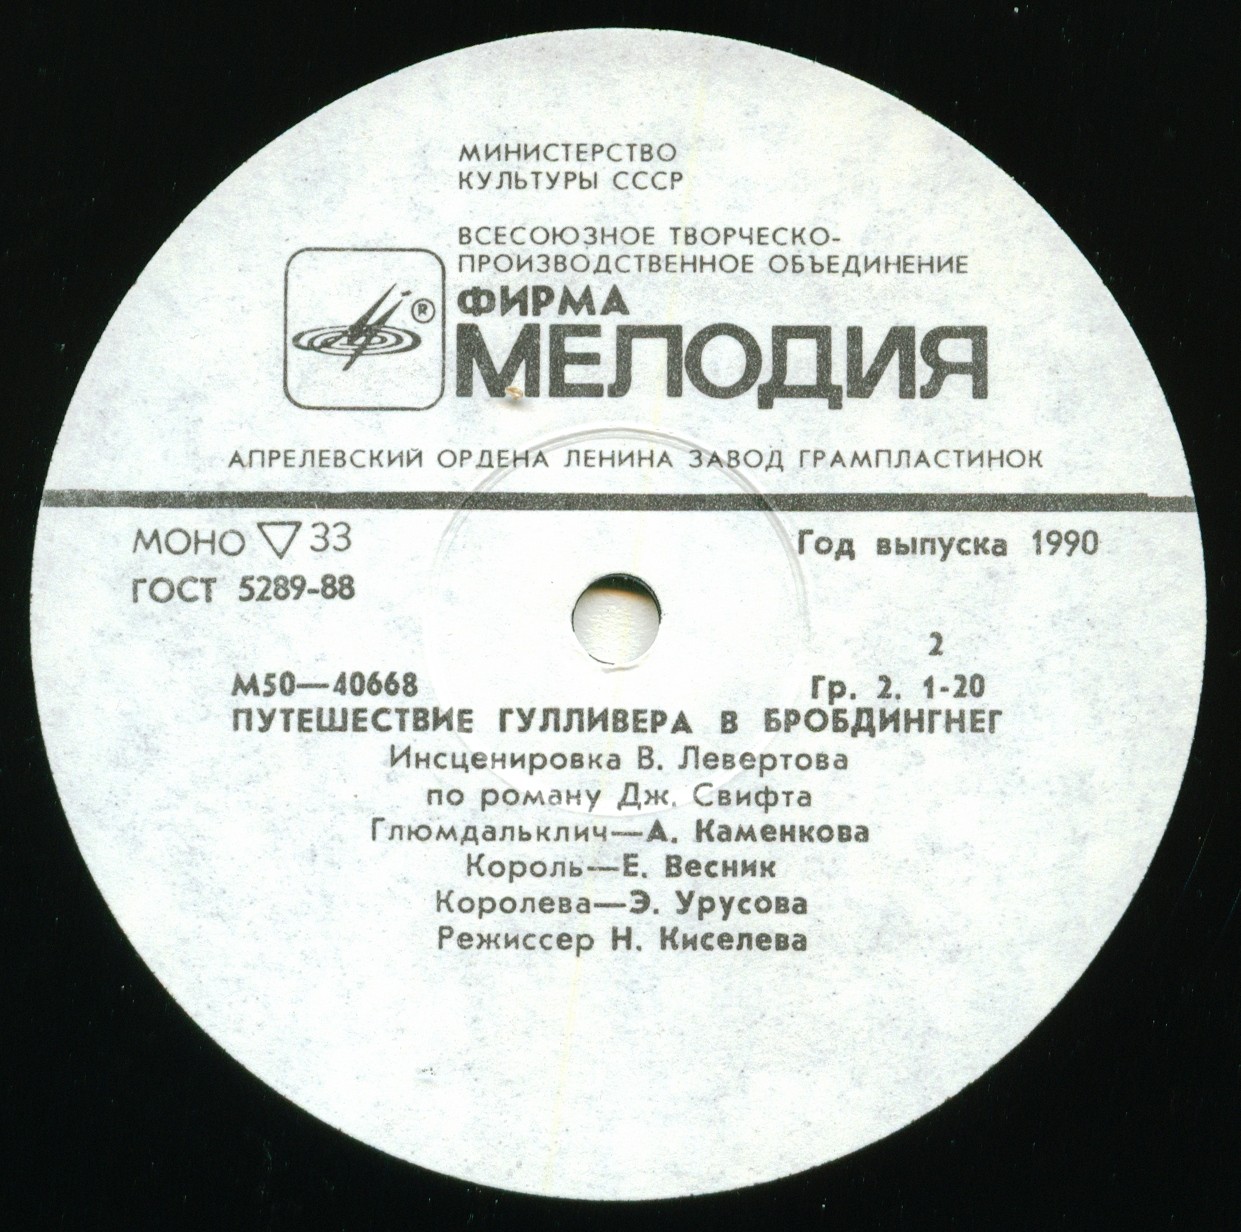 МИНИСТЕРСТВО
КУЛЬТУРЫ СССР
ВСЕСОЮЗНОЕ ТВОРЧЕСКО-
ПРОИЗВОДСТВЕННОЕ ОБЪЕДИНЕНИЕ
ФИРМА
®
МЕЛОДИЯ
АПРЕЛЕВСКИЙ ОРДЕНА ЛЕНИНА ЗАВОД ГРАМПЛАСТИНОК
МОНО ▽ 33
Год выпуска 1990
ГОСТ 5289-88
2
М50—40668
Гр. 2. 1-20
ПУТЕШЕСТВИЕ ГУЛЛИВЕРА В БРОБДИНГНЕГ
Инсценировка В. Левертова
по роману Дж. Свифта
Глюмдальклич—А. Каменкова
Король—Е. Весник
Королева—Э. Урусова
Режиссер Н. Киселева